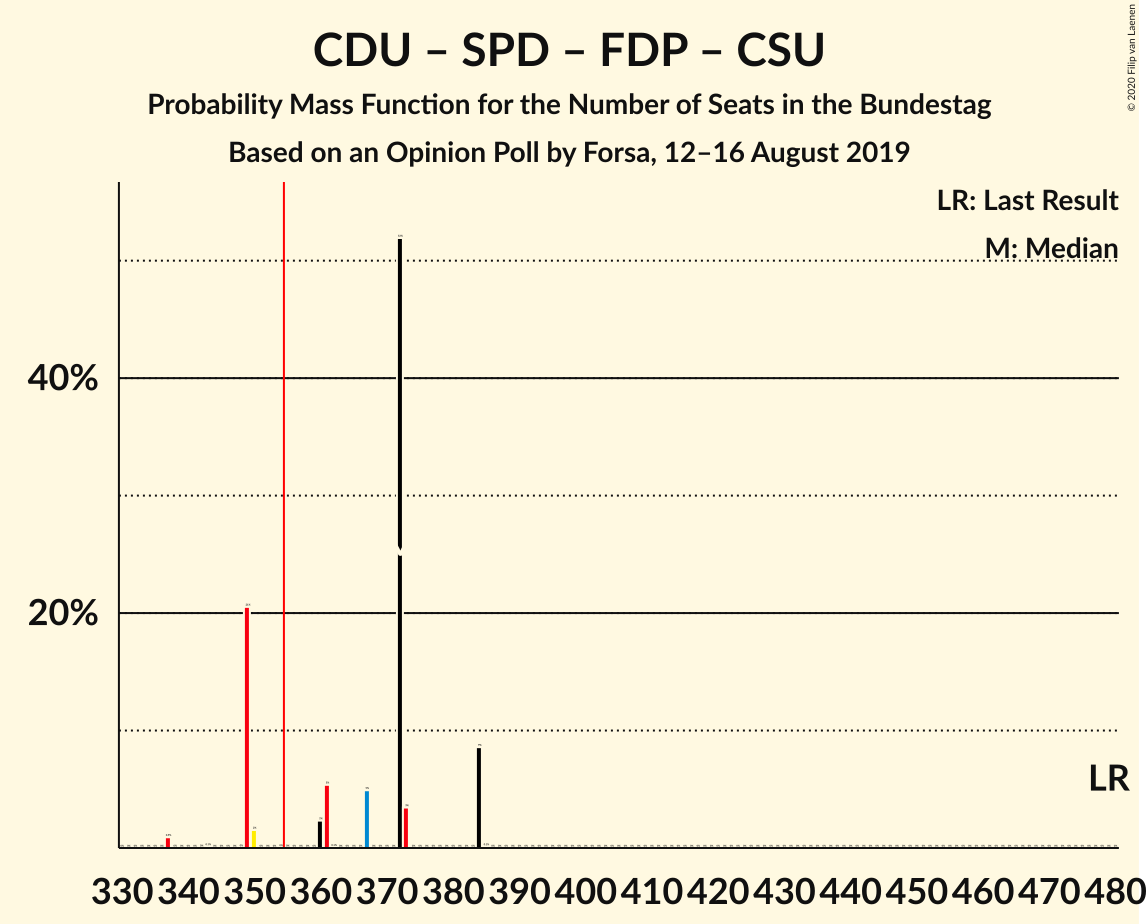 CDU – SPD – FDP – CSU
Probability Mass Function for the Number of Seats in the Bundestag
Based on an Opinion Poll by Forsa, 12–16 August 2019
© 2020 Filip van Laenen
LR: Last Result
M: Median
40%
20%
LR
330 340 350 360 370 380 390 400 410 420 430 440 450 460 470 480